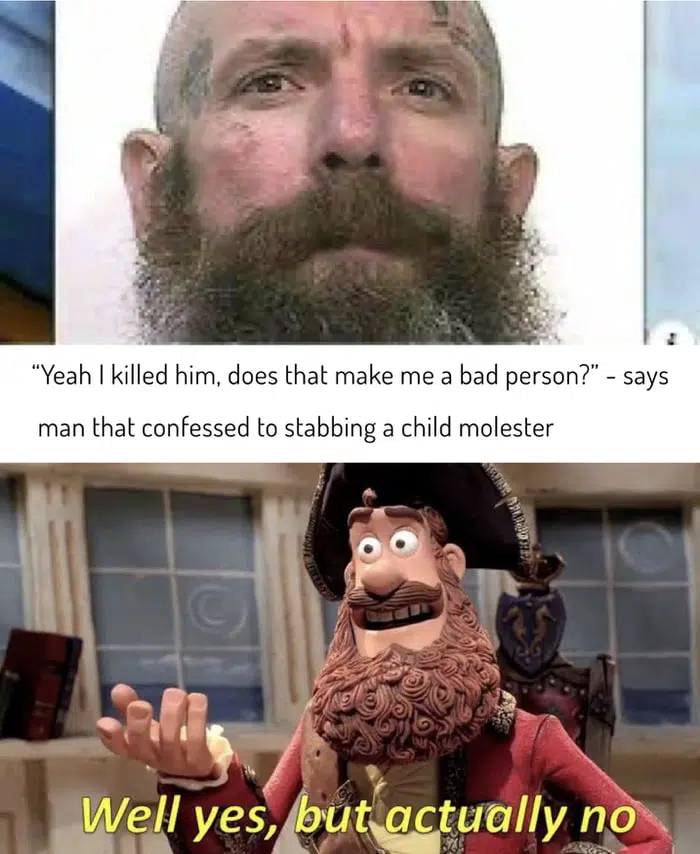 “Yeah I killed him, does that make me a bad person?” - says
man that confessed to stabbing a child molester
Well yes, but actually no